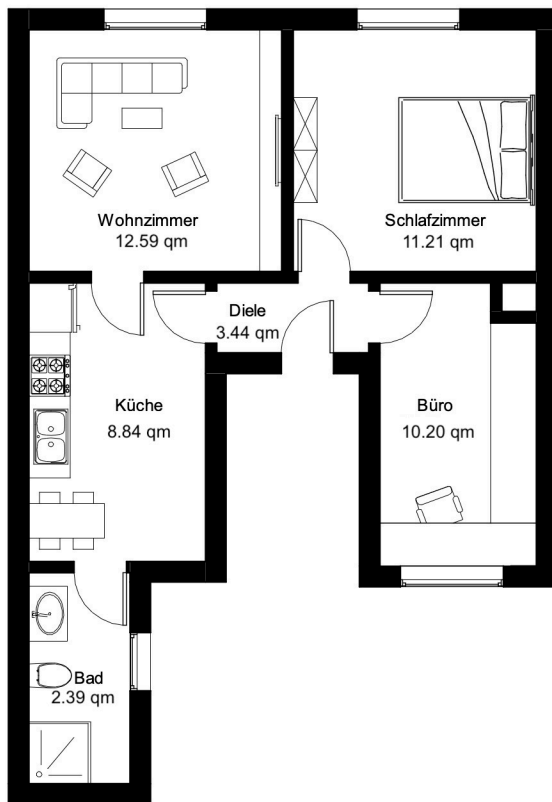 Wohnzimmer
12.59 qm
Schlafzimmer
11.21 qm
Diele
3.44 qm
Küche
8.84 qm
Büro
10.20 qm
Bad
2.39 qm